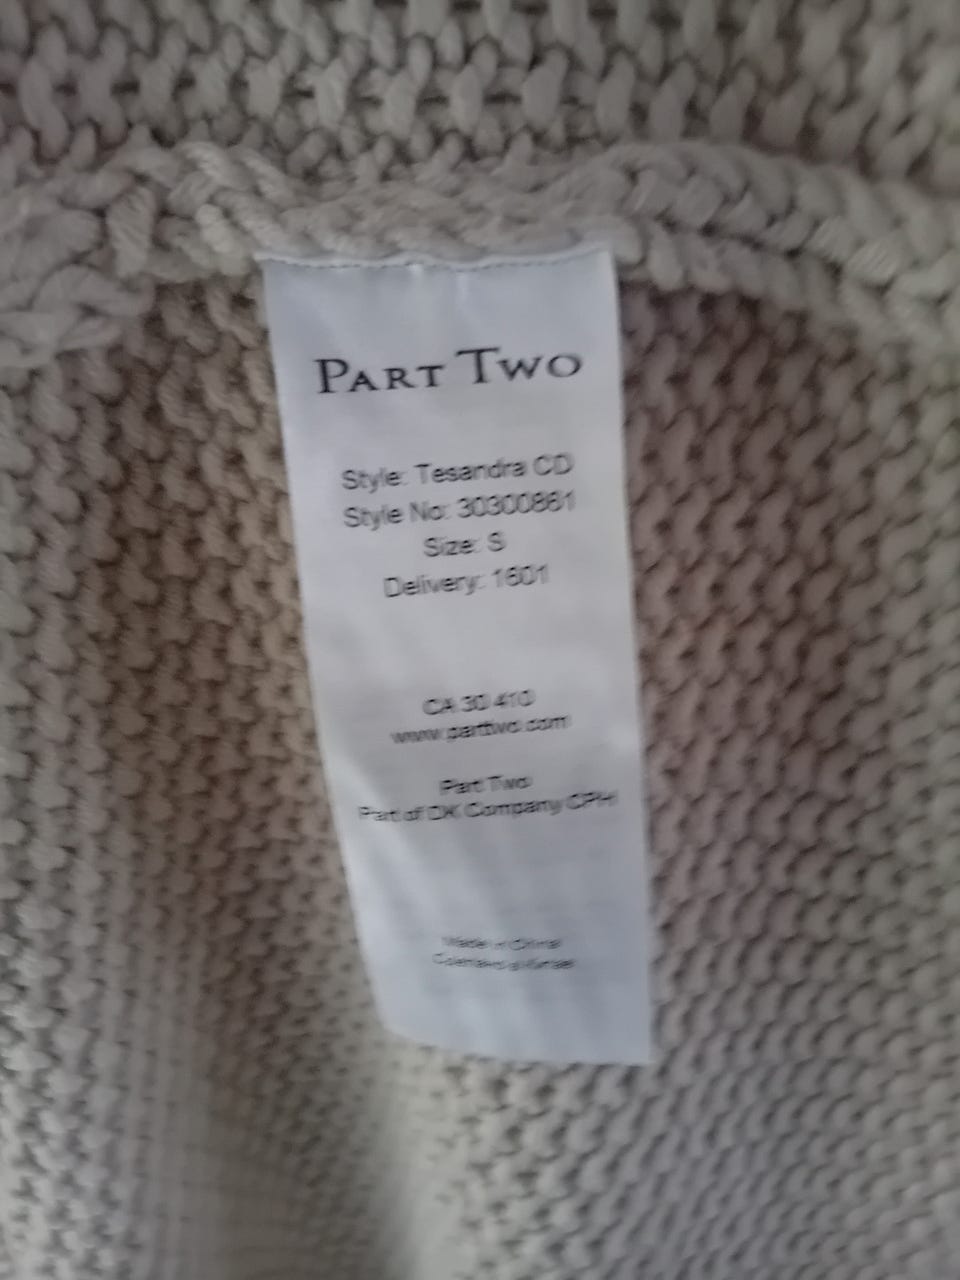 PART TWO
Style: Tesandra CD
Style No: 30300861
Size: S
Delivery: 1601
CA 30 410
www.parttwo.com
Part Two
Part of DK Company CPH
Made in China